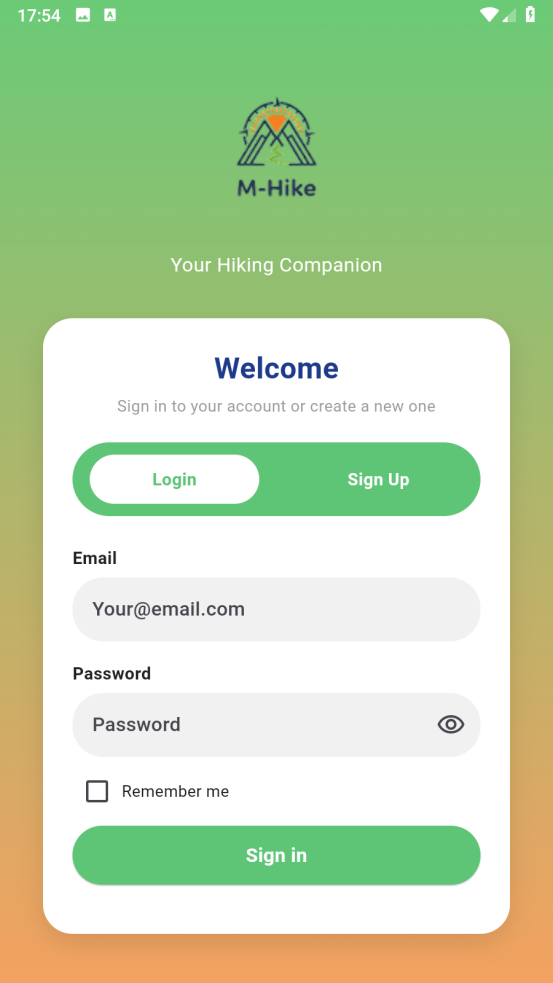 17:54
M-Hike
Your Hiking Companion
Welcome
Sign in to your account or create a new one
Login
Sign Up
Email
Your@email.com
Password
Password
Remember me
Sign in